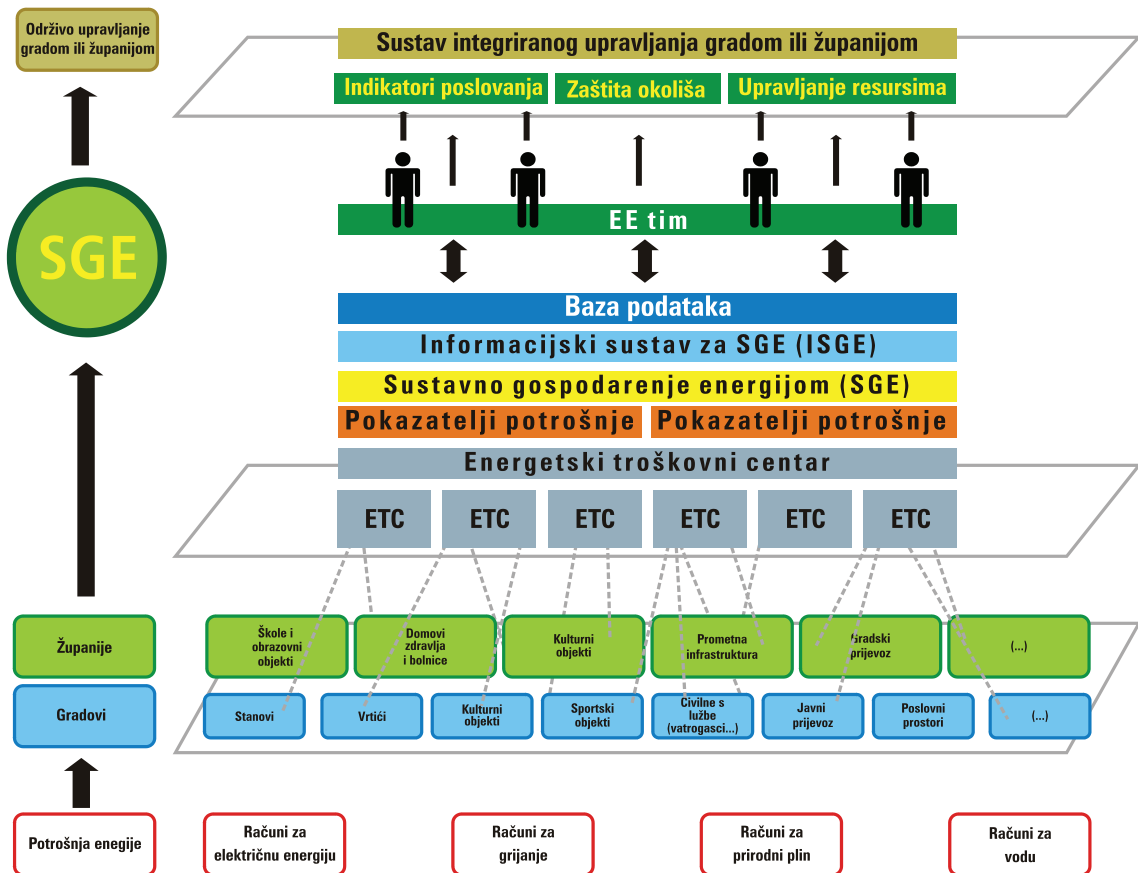 Održivo upravljanje
gradom ili županijom
Sustav integriranog upravljanja gradom ili županijom
Indikatori poslovanja
Zaštita okoliša
Upravljanje resursima
EE tim
SGE
Baza podataka
Informacijski sustav za SGE (ISGE)
Sustavno gospodarenje energijom (SGE)
Pokazatelji potrošnje
Pokazatelji potrošnje
Energetski troškovni centar
ETC
ETC
ETC
ETC
ETC
ETC
Županije
Škole i
obrazovni
objekti
Domovi
zdravlja
i bolnice
Kulturni
objekti
Prometna
infrastruktura
Gradski
prijevoz
(...)
Gradovi
Stanovi
Vrtići
Kulturni
objekti
Sportski
objekti
Civilne s
lužbe
(vatrogasci...)
Javni
prijevoz
Poslovni
prostori
(...)
Potrošnja enegije
Računi za
električnu energiju
Računi za
grijanje
Računi za
prirodni plin
Računi za
vodu